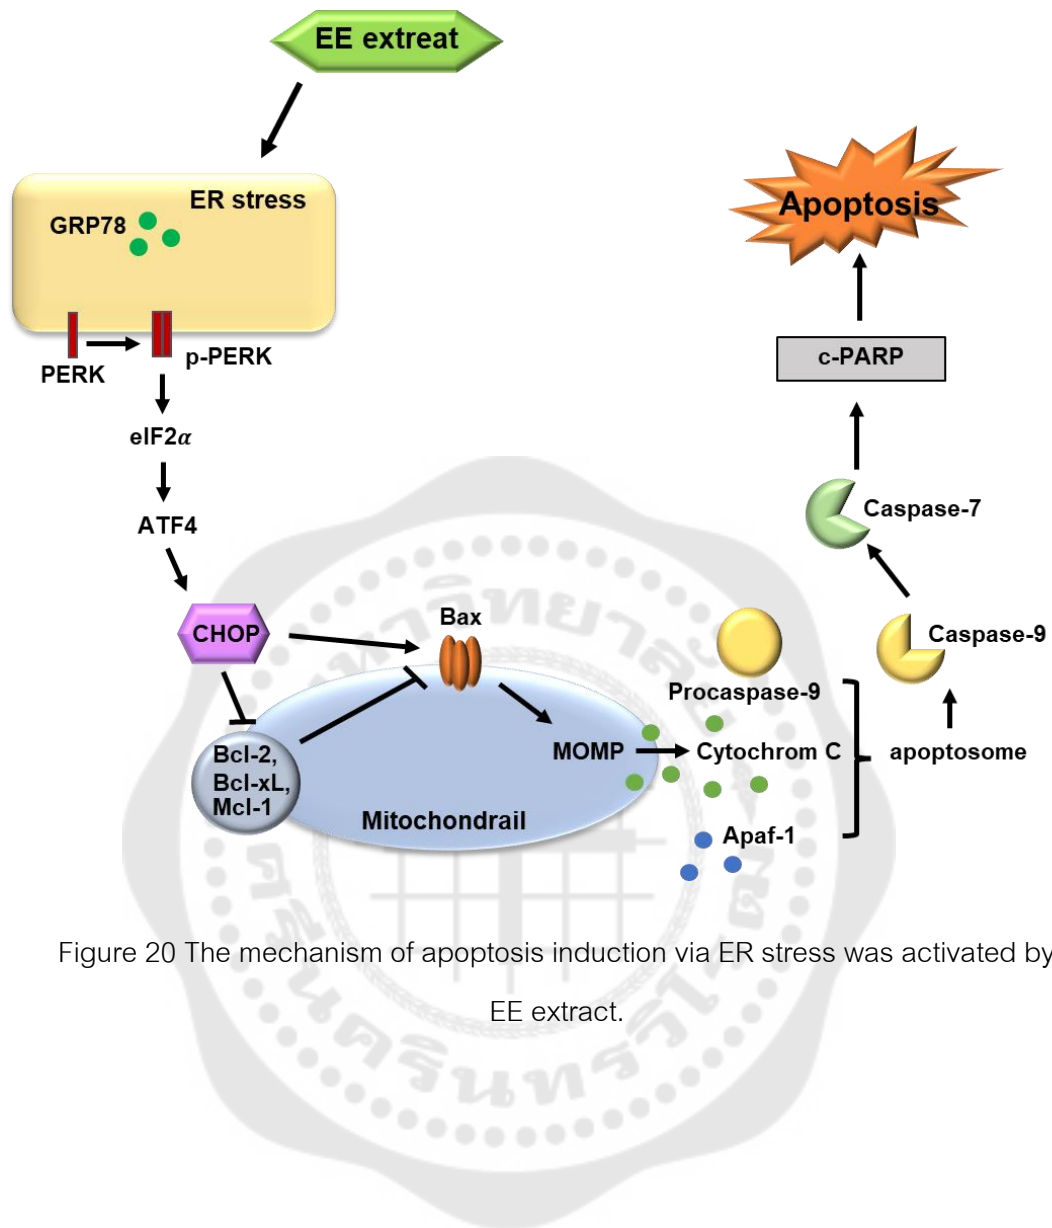 EE extreat
ER stress
GRP78
PERK
p-PERK
eIF2α
ATF4
CHOP
Bax
Bcl-2,
Bcl-xL,
Mcl-1
MOMP
Mitochondrail
Procaspase-9
Cytochrom C
Apaf-1
apoptosome
Caspase-9
Caspase-7
c-PARP
Apoptosis
Figure 20 The mechanism of apoptosis induction via ER stress was activated by
EE extract.